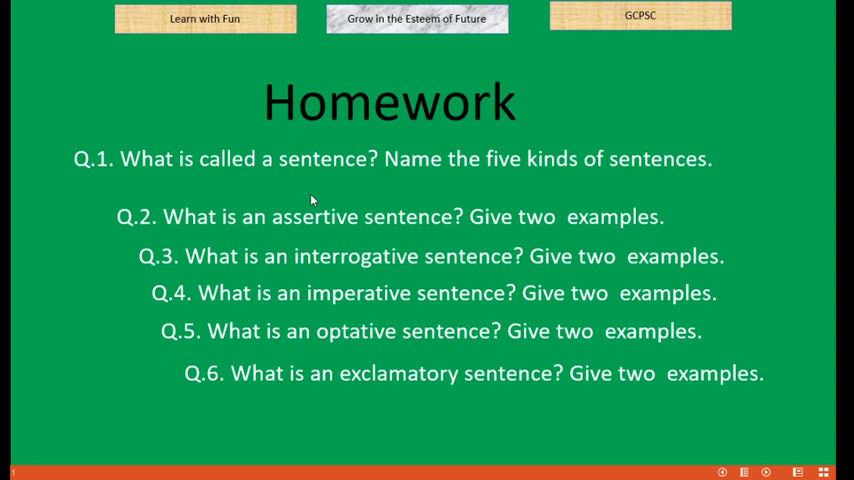 Learn with Fun
Grow in the Esteem of Future
GCPSC
Homework
Q.1. What is called a sentence? Name the five kinds of sentences.
Q.2. What is an assertive sentence? Give two  examples.
Q.3. What is an interrogative sentence? Give two  examples.
Q.4. What is an imperative sentence? Give two  examples.
Q.5. What is an optative sentence? Give two  examples.
Q.6. What is an exclamatory sentence? Give two  examples.
1